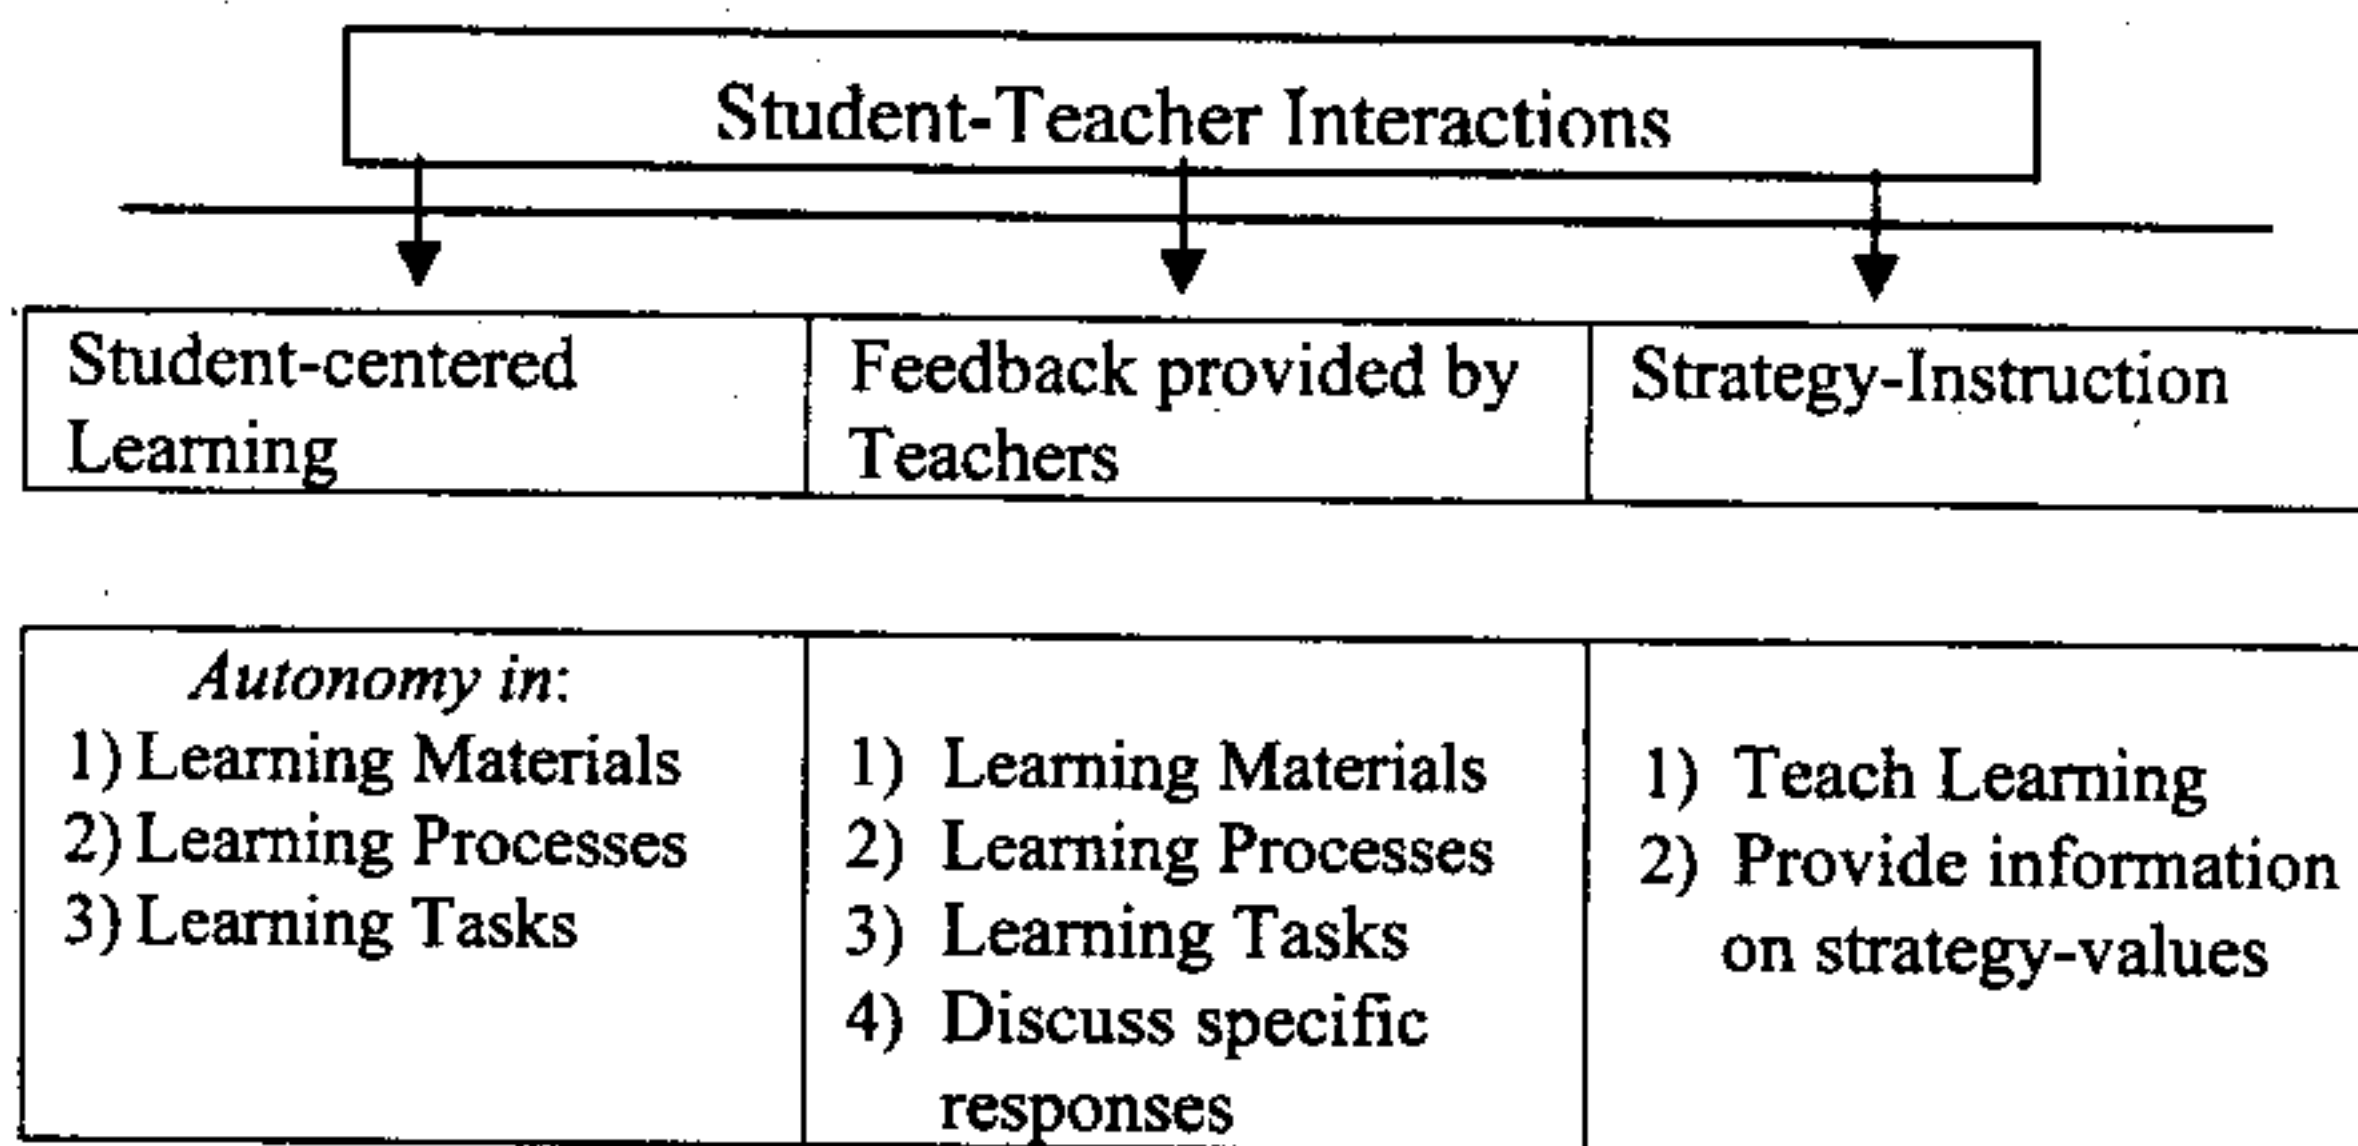 Student-Teacher Interactions
Student-centered
Learning
Feedback provided by
Teachers
Strategy-Instruction
Autonomy in:
1) Learning Materials
2) Learning Processes
3) Learning Tasks
1) Learning Materials
2) Learning Processes
3) Learning Tasks
4) Discuss specific
responses
1) Teach Learning
2) Provide information
on strategy-values